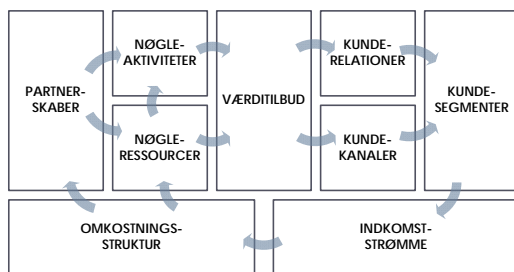 PARTNER-
SKABER
NØGLE-
AKTIVITETER
NØGLE-
RESSOURCER
VÆRDITILBUD
KUNDE-
RELATIONER
KUNDE-
KANALER
KUNDE-
SEGMENTER
OMKOSTNINGS-
STRUKTUR
INDKOMST-
STRØMME